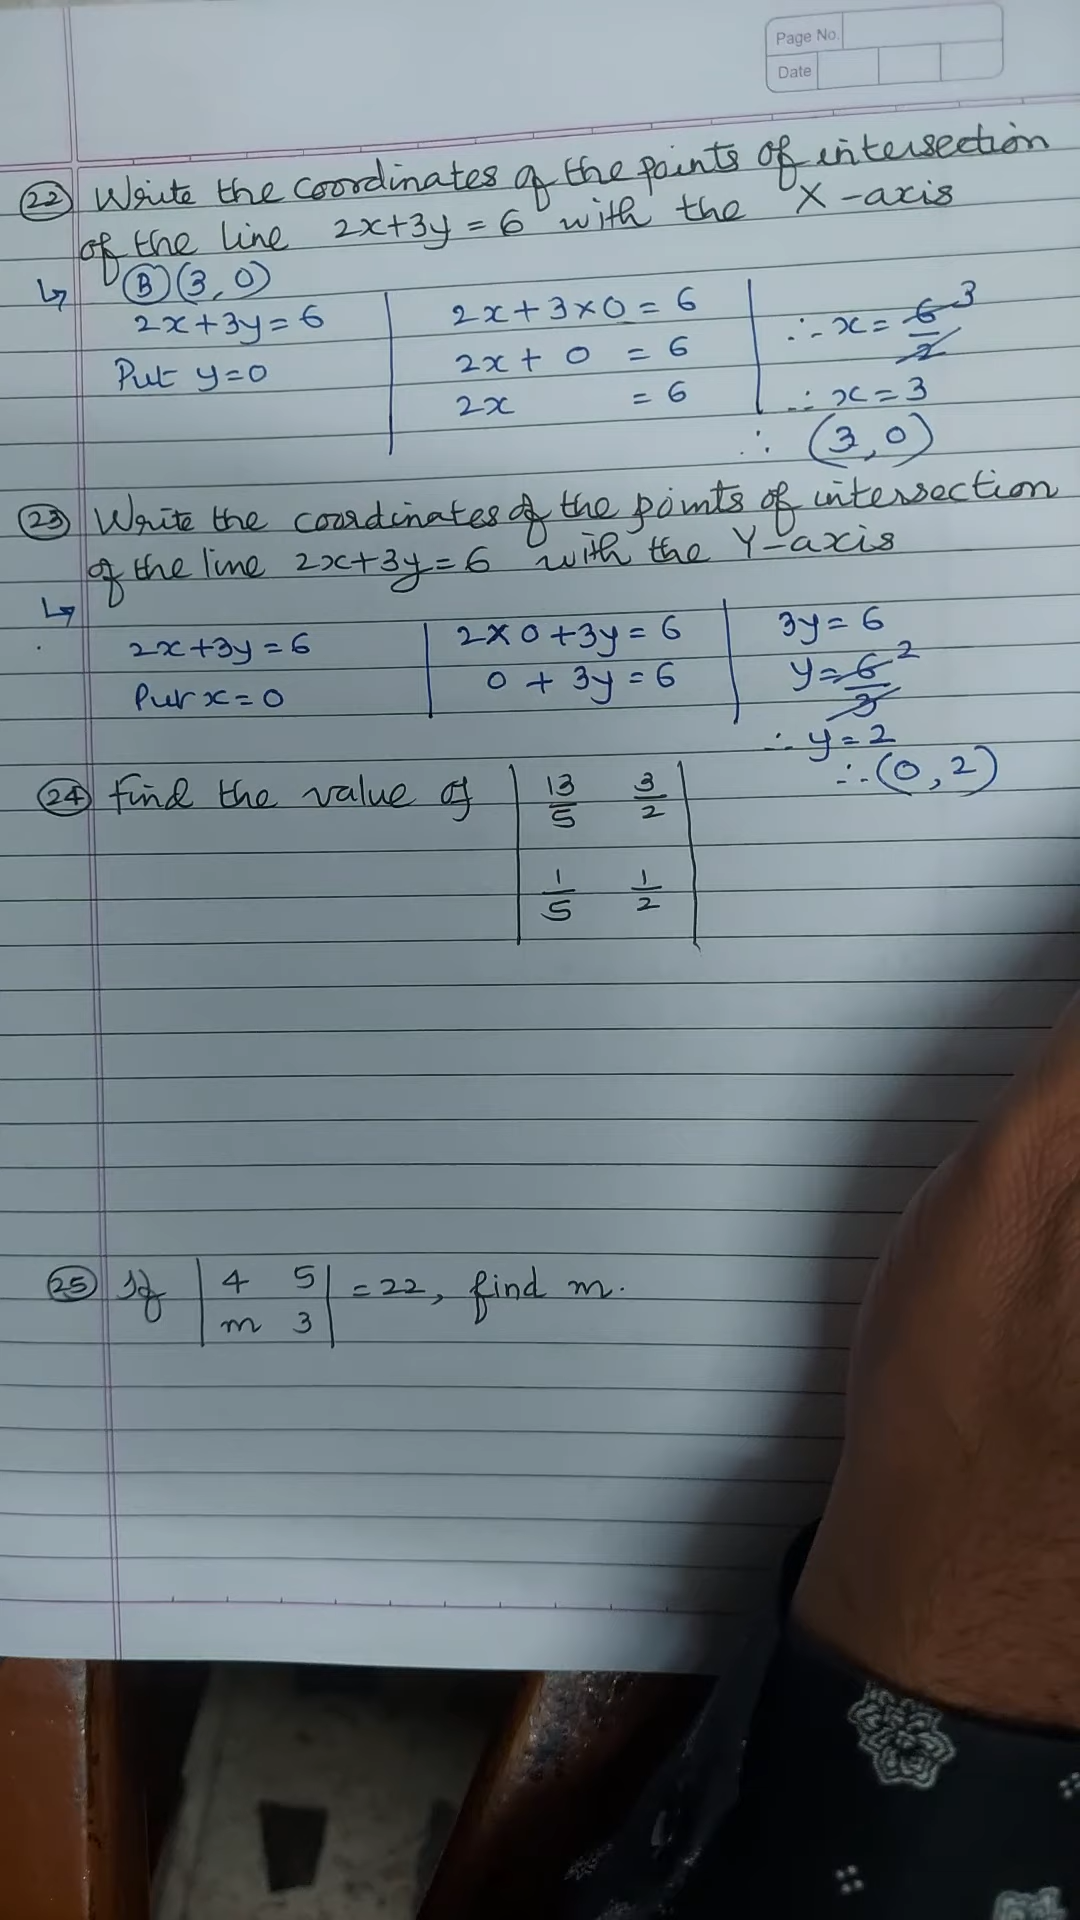 Page No.
Date
22 Write the coordinates of the points of intersection
of the line 2x+3y=6 with the X-axis
↳ B (3,0)
2x+3y=6 | 2x+3×0=6 | ∴ x=6/2 3
Put y=0 | 2x+0=6 | ∴ x=3
2x =6
∴ (3,0)
23 Write the coordinates of the points of intersection
of the line 2x+3y=6 with the Y-axis
↳
2x+3y=6 | 2×0+3y=6 | 3y=6
Put x=0 | 0+3y=6 | y=6/3 2
∴ y=2
∴ (0,2)
24 Find the value of | 13/5 3/2 |
| 1/5 1/2 |
25 If | 4 5 | =22, find m.
| m 3 |